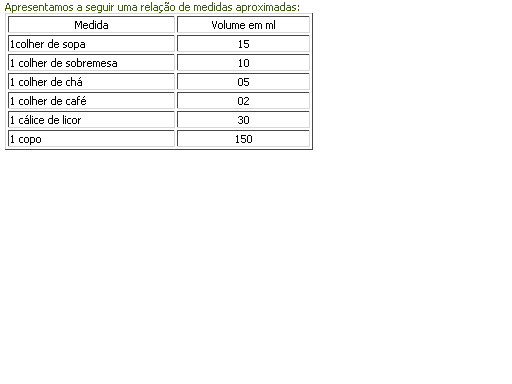 Apresentamos a seguir uma relação de medidas aproximadas:
Medida Volume em ml
1colher de sopa 15
1 colher de sobremesa 10
1 colher de chá 05
1 colher de café 02
1 cálice de licor 30
1 copo 150